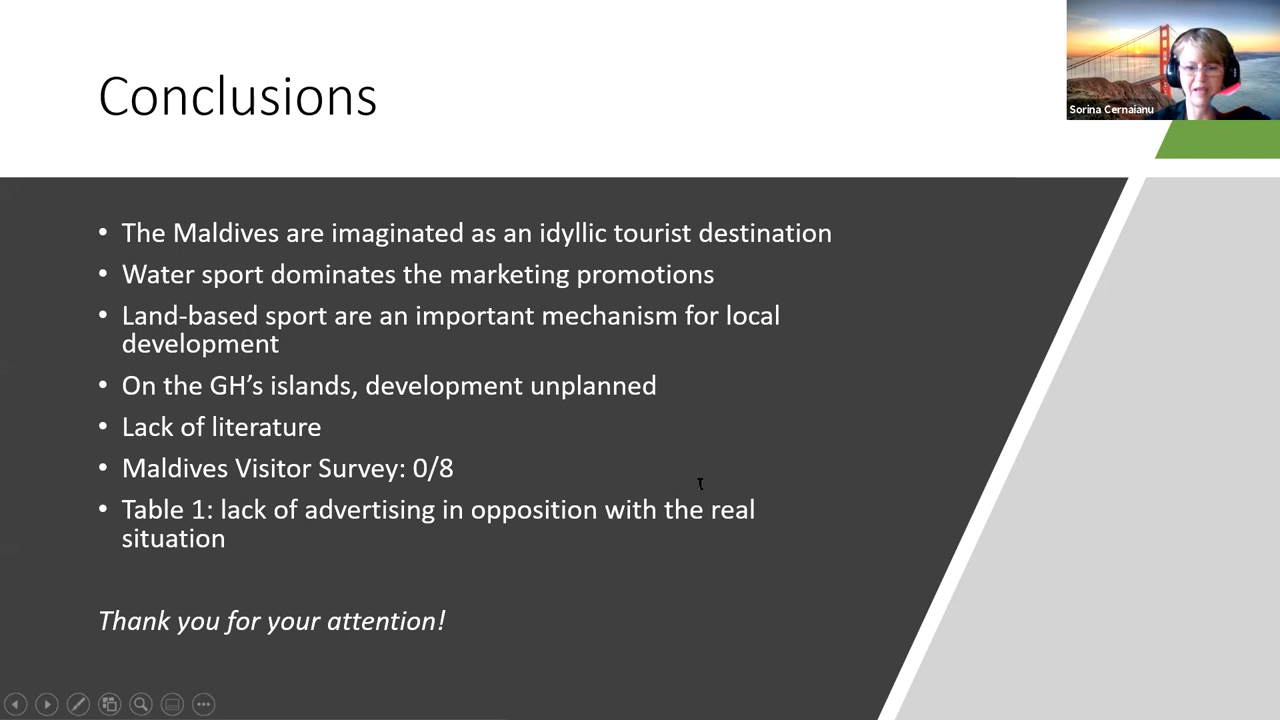 Conclusions
Sorina Cernaianu
• The Maldives are imaginated as an idyllic tourist destination
• Water sport dominates the marketing promotions
• Land-based sport are an important mechanism for local
development
• On the GH’s islands, development unplanned
• Lack of literature
• Maldives Visitor Survey: 0/8
• Table 1: lack of advertising in opposition with the real
situation
Thank you for your attention!